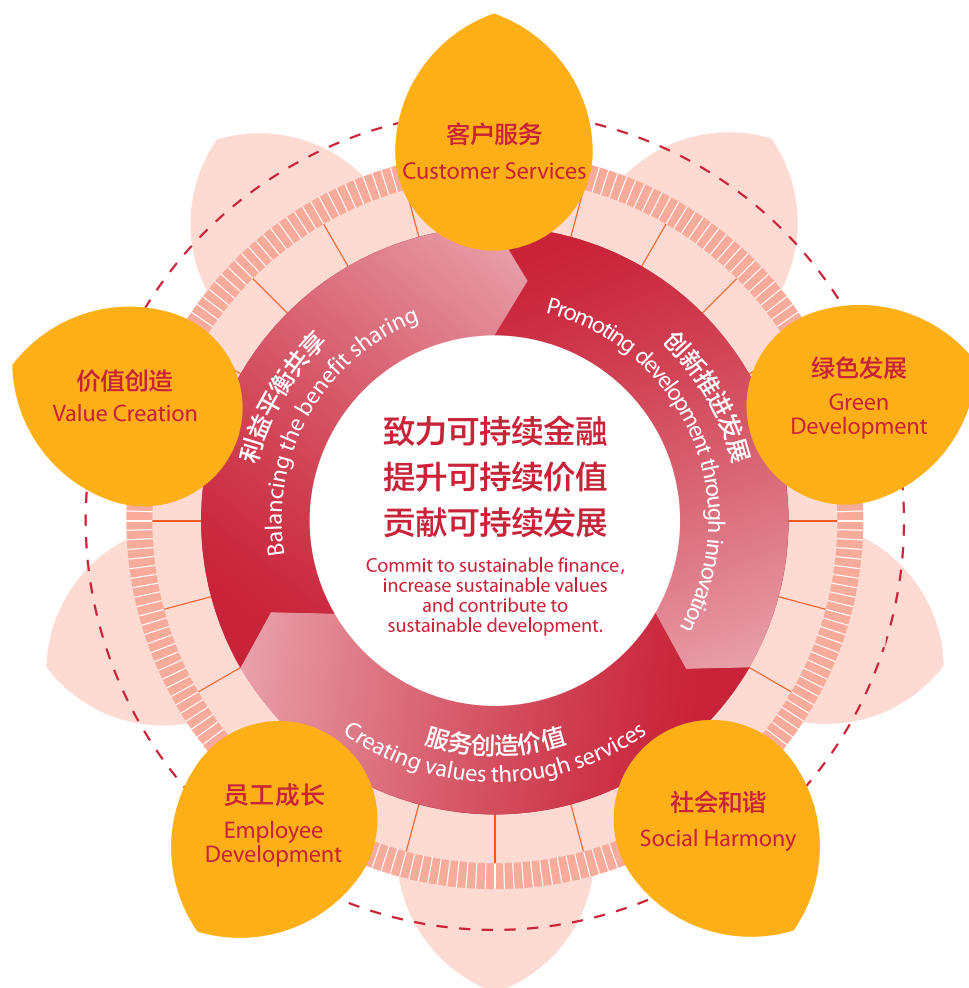 客户服务
Customer Services
绿色发展
Green
Development
社会和谐
Social Harmony
员工成长
Employee
Development
价值创造
Value Creation
利益平衡共享
Balancing the benefit sharing
创新推进发展
Promoting development through innovation
服务创造价值
Creating values through services
致力可持续金融
提升可持续价值
贡献可持续发展
Commit to sustainable finance,
increase sustainable values
and contribute to
sustainable development.